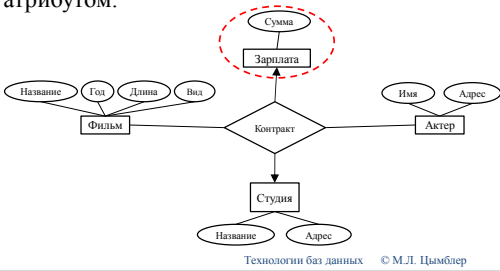 атрибутом.
Сумма
Зарплата
Название Год Длина Вид
Имя Адрес
Фильм
Контракт
Актер
Студия
Название Адрес
Технологии баз данных © М.Л. Цымблер